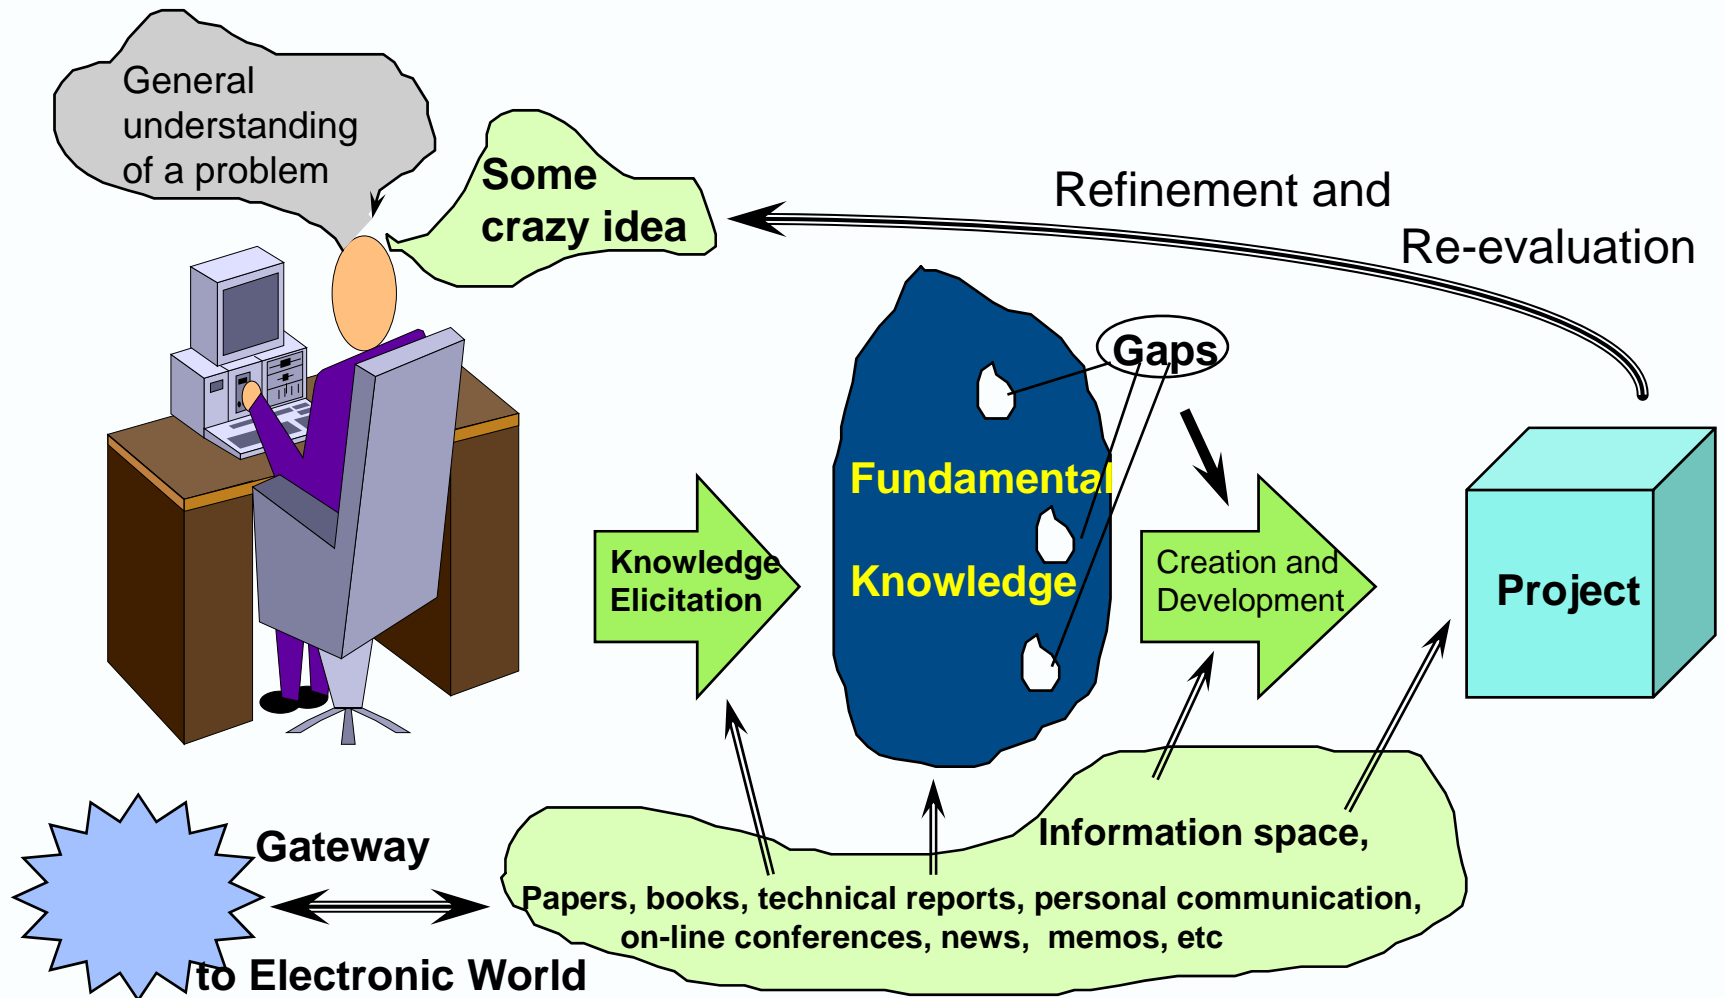 General
understanding
of a problem
Some
crazy idea
Refinement and
Re-evaluation
Gaps
Fundamental
Knowledge
Knowledge
Elicitation
Creation and
Development
Project
Gateway
to Electronic World
Information space,
Papers, books, technical reports, personal communication,
on-line conferences, news, memos, etc